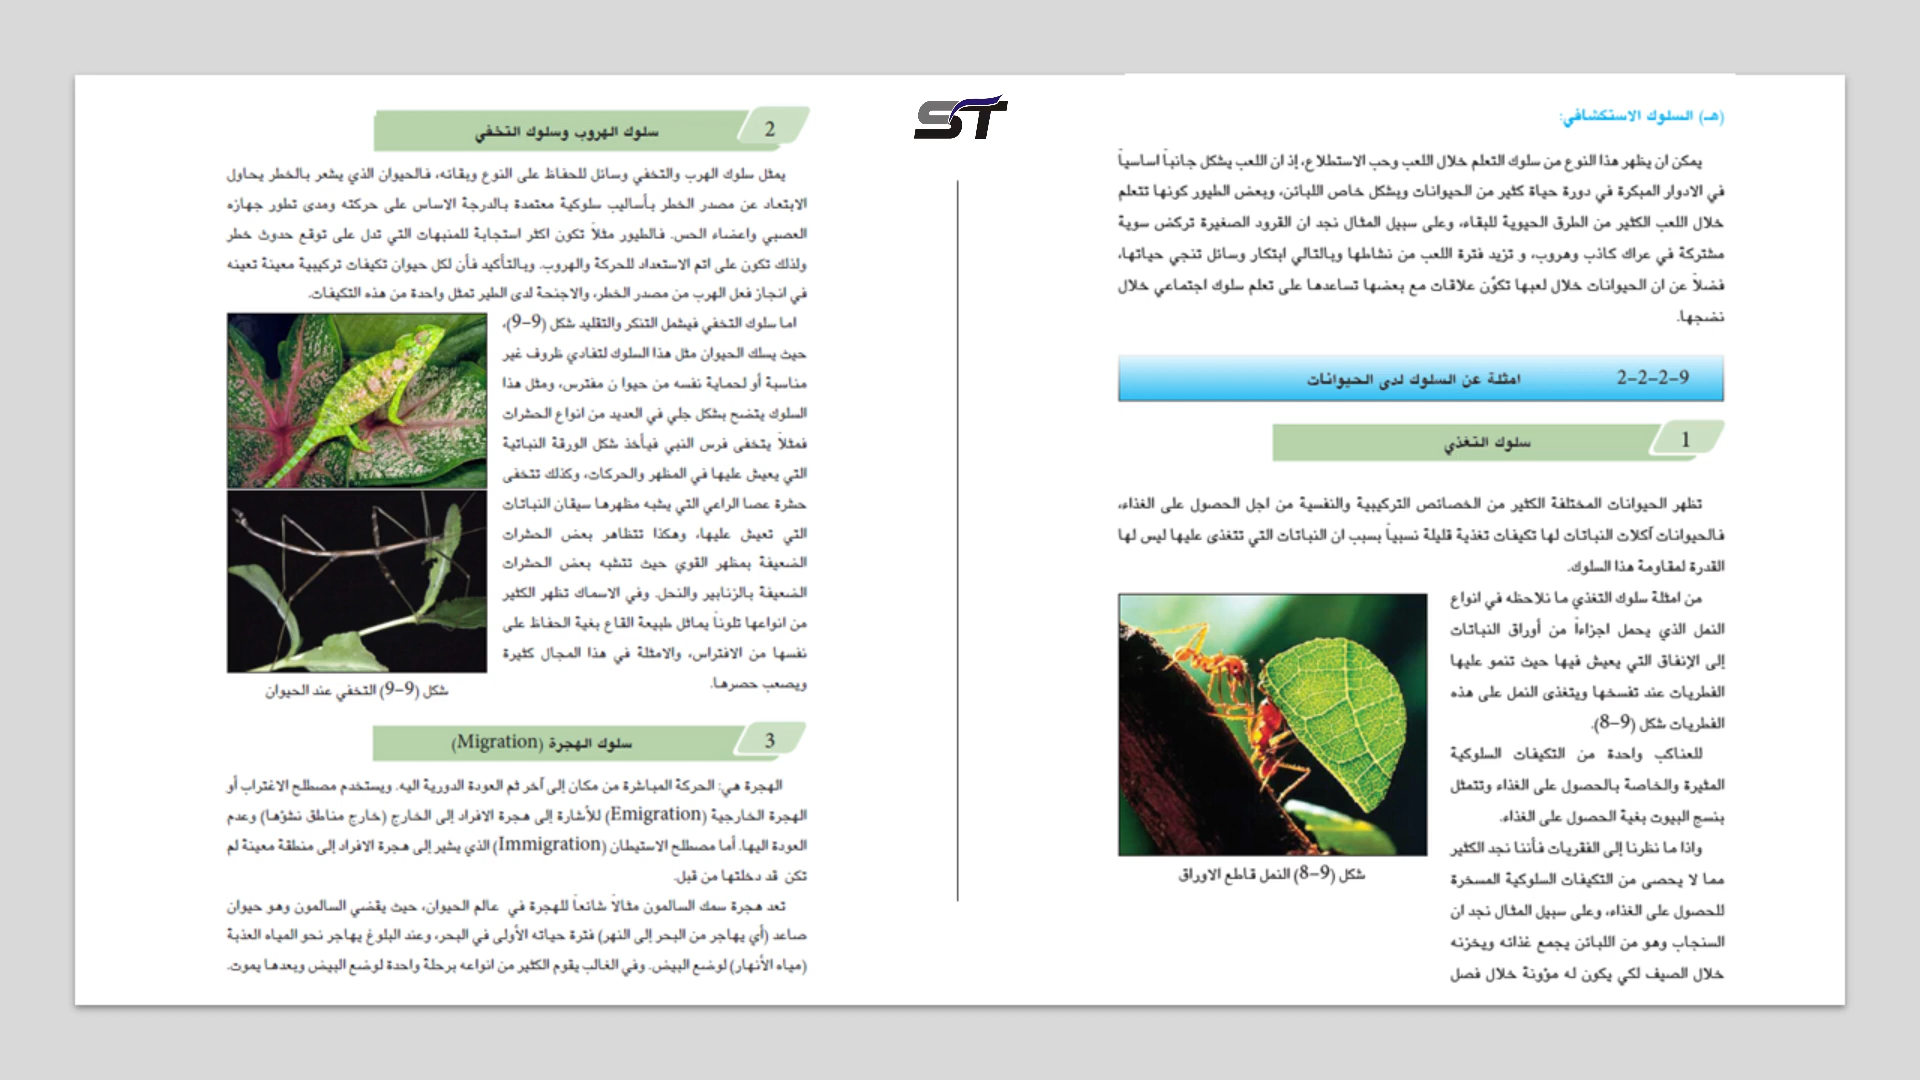 (هـ) السلوك الاستكشافي:
يمكن ان يظهر هذا النوع من سلوك التعلم خلال اللعب وحب الاستطلاع، إذ ان اللعب يشكل جانباً اساسياً
في الادوار المبكرة في دورة حياة كثير من الحيوانات وبشكل خاص اللبائن، وبعض الطيور كونها تتعلم
خلال اللعب الكثير من الطرق الحيوية للبقاء، وعلى سبيل المثال نجد ان القرود الصغيرة تركض سوية
مشتركة في عراك كاذب وهروب، و تزيد فترة اللعب من نشاطها وبالتالي ابتكار وسائل تنجي حياتها،
فضلاً عن ان الحيوانات خلال لعبها تكوّن علاقات مع بعضها تساعدها على تعلم سلوك اجتماعي خلال
نضجها.
2-2-2-9 امثلة عن السلوك لدى الحيوانات
1 سلوك التغذي
تظهر الحيوانات المختلفة الكثير من الخصائص التركيبية والنفسية من اجل الحصول على الغذاء،
فالحيوانات آكلات النباتات لها تكيفات تغذية قليلة نسبياً بسبب ان النباتات التي تتغذى عليها ليس لها
القدرة لمقاومة هذا السلوك.
من امثلة سلوك التغذي ما نلاحظه في انواع
النمل الذي يحمل اجزاءاً من أوراق النباتات
إلى الإنفاق التي يعيش فيها حيث تنمو عليها
الفطريات عند تفسخها ويتغذى النمل على هذه
الفطريات شكل (9-8).
للعناكب واحدة من التكيفات السلوكية
المثيرة والخاصة بالحصول على الغذاء وتتمثل
بنسج البيوت بغية الحصول على الغذاء.
واذا ما نظرنا إلى الفقريات فأننا نجد الكثير
مما لا يحصى من التكيفات السلوكية المسخرة
للحصول على الغذاء، وعلى سبيل المثال نجد ان
السنجاب وهو من اللبائن يجمع غذائه ويخزنه
خلال الصيف لكي يكون له مؤونة خلال فصل
شكل (9-8) النمل قاطع الاوراق
ST
2 سلوك الهروب وسلوك التخفي
يمثل سلوك الهرب والتخفي وسائل للحفاظ على النوع وبقائه، فالحيوان الذي يشعر بالخطر يحاول
الابتعاد عن مصدر الخطر بأساليب سلوكية معتمدة بالدرجة الاساس على حركته ومدى تطور جهازه
العصبي واعضاء الحس. فالطيور مثلاً تكون اكثر استجابة للمنبهات التي تدل على توقع حدوث خطر
ولذلك تكون على اتم الاستعداد للحركة والهروب. وبالتأكيد فأن لكل حيوان تكيفات تركيبية معينة تعينه
في انجاز فعل الهرب من مصدر الخطر، والاجنحة لدى الطير تمثل واحدة من هذه التكيفات.
اما سلوك التخفي فيشمل التنكر والتقليد شكل (9-9)،
حيث يسلك الحيوان مثل هذا السلوك لتفادي ظروف غير
مناسبة أو لحماية نفسه من حيوا ن مفترس، ومثل هذا
السلوك يتضح بشكل جلي في العديد من انواع الحشرات
فمثلاً يتخفى فرس النبي فيأخذ شكل الورقة النباتية
التي يعيش عليها في المظهر والحركات، وكذلك تتخفى
حشرة عصا الراعي التي يشبه مظهرها سيقان النباتات
التي تعيش عليها، وهكذا تتظاهر بعض الحشرات
الضعيفة بمظهر القوي حيث تتشبه بعض الحشرات
الضعيفة بالزنابير والنحل. وفي الاسماك تظهر الكثير
من انواعها تلوناً يماثل طبيعة القاع بغية الحفاظ على
نفسها من الافتراس، والامثلة في هذا المجال كثيرة
ويصعب حصرها.
شكل (9-9) التخفي عند الحيوان
3 سلوك الهجرة (Migration)
الهجرة هي: الحركة المباشرة من مكان إلى آخر ثم العودة الدورية اليه. ويستخدم مصطلح الاغتراب أو
الهجرة الخارجية (Emigration) للأشارة إلى هجرة الافراد إلى الخارج (خارج مناطق نشؤها) وعدم
العودة اليها. أما مصطلح الاستيطان (Immigration) الذي يشير إلى هجرة الافراد إلى منطقة معينة لم
تكن قد دخلتها من قبل.
تعد هجرة سمك السالمون مثالاً شائعاً للهجرة في عالم الحيوان، حيث يقضي السالمون وهو حيوان
صاعد (أي يهاجر من البحر إلى النهر) فترة حياته الأولى في البحر، وعند البلوغ يهاجر نحو المياه العذبة
(مياه الأنهار) لوضع البيض. وفي الغالب يقوم الكثير من انواعه برحلة واحدة لوضع البيض وبعدها يموت.